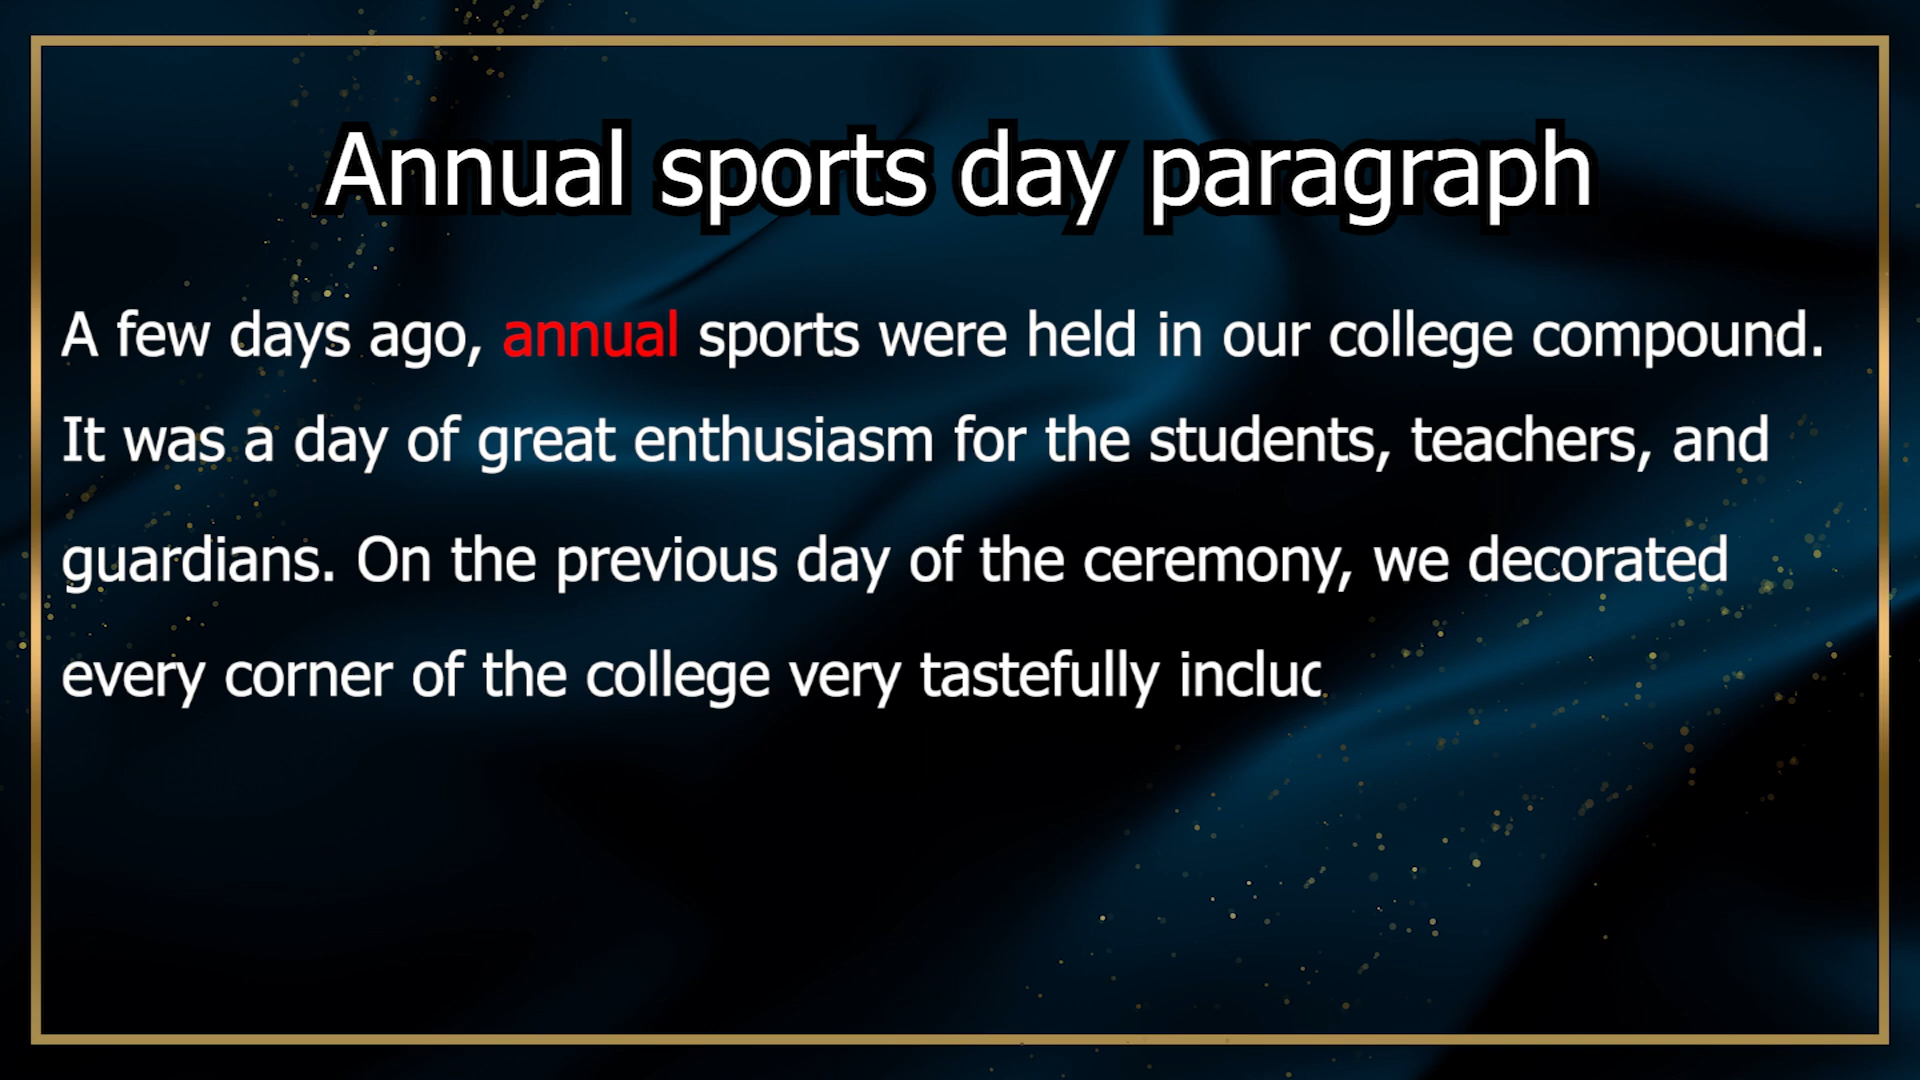 Annual sports day paragraph
A few days ago, annual sports were held in our college compound.
It was a day of great enthusiasm for the students, teachers, and
guardians. On the previous day of the ceremony, we decorated
every corner of the college very tastefully